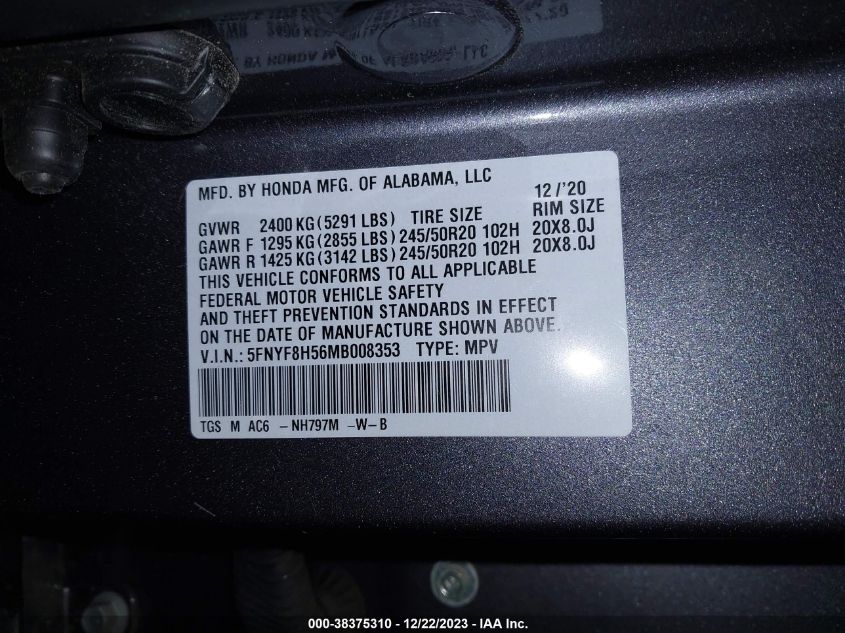 MFD. BY HONDA MFG. OF ALABAMA, LLC 12/'20
GVWR 2400 KG (5291 LBS) TIRE SIZE RIM SIZE
GAWR F 1295 KG (2855 LBS) 245/50R20 102H 20X8.0J
GAWR R 1425 KG (3142 LBS) 245/50R20 102H 20X8.0J
THIS VEHICLE CONFORMS TO ALL APPLICABLE
FEDERAL MOTOR VEHICLE SAFETY
AND THEFT PREVENTION STANDARDS IN EFFECT
ON THE DATE OF MANUFACTURE SHOWN ABOVE.
V.I.N.: 5FNYF8H56MB008353 TYPE: MPV
TGS M AC6 -NH797M -W-B
000-38375310 - 12/22/2023 - IAA Inc.